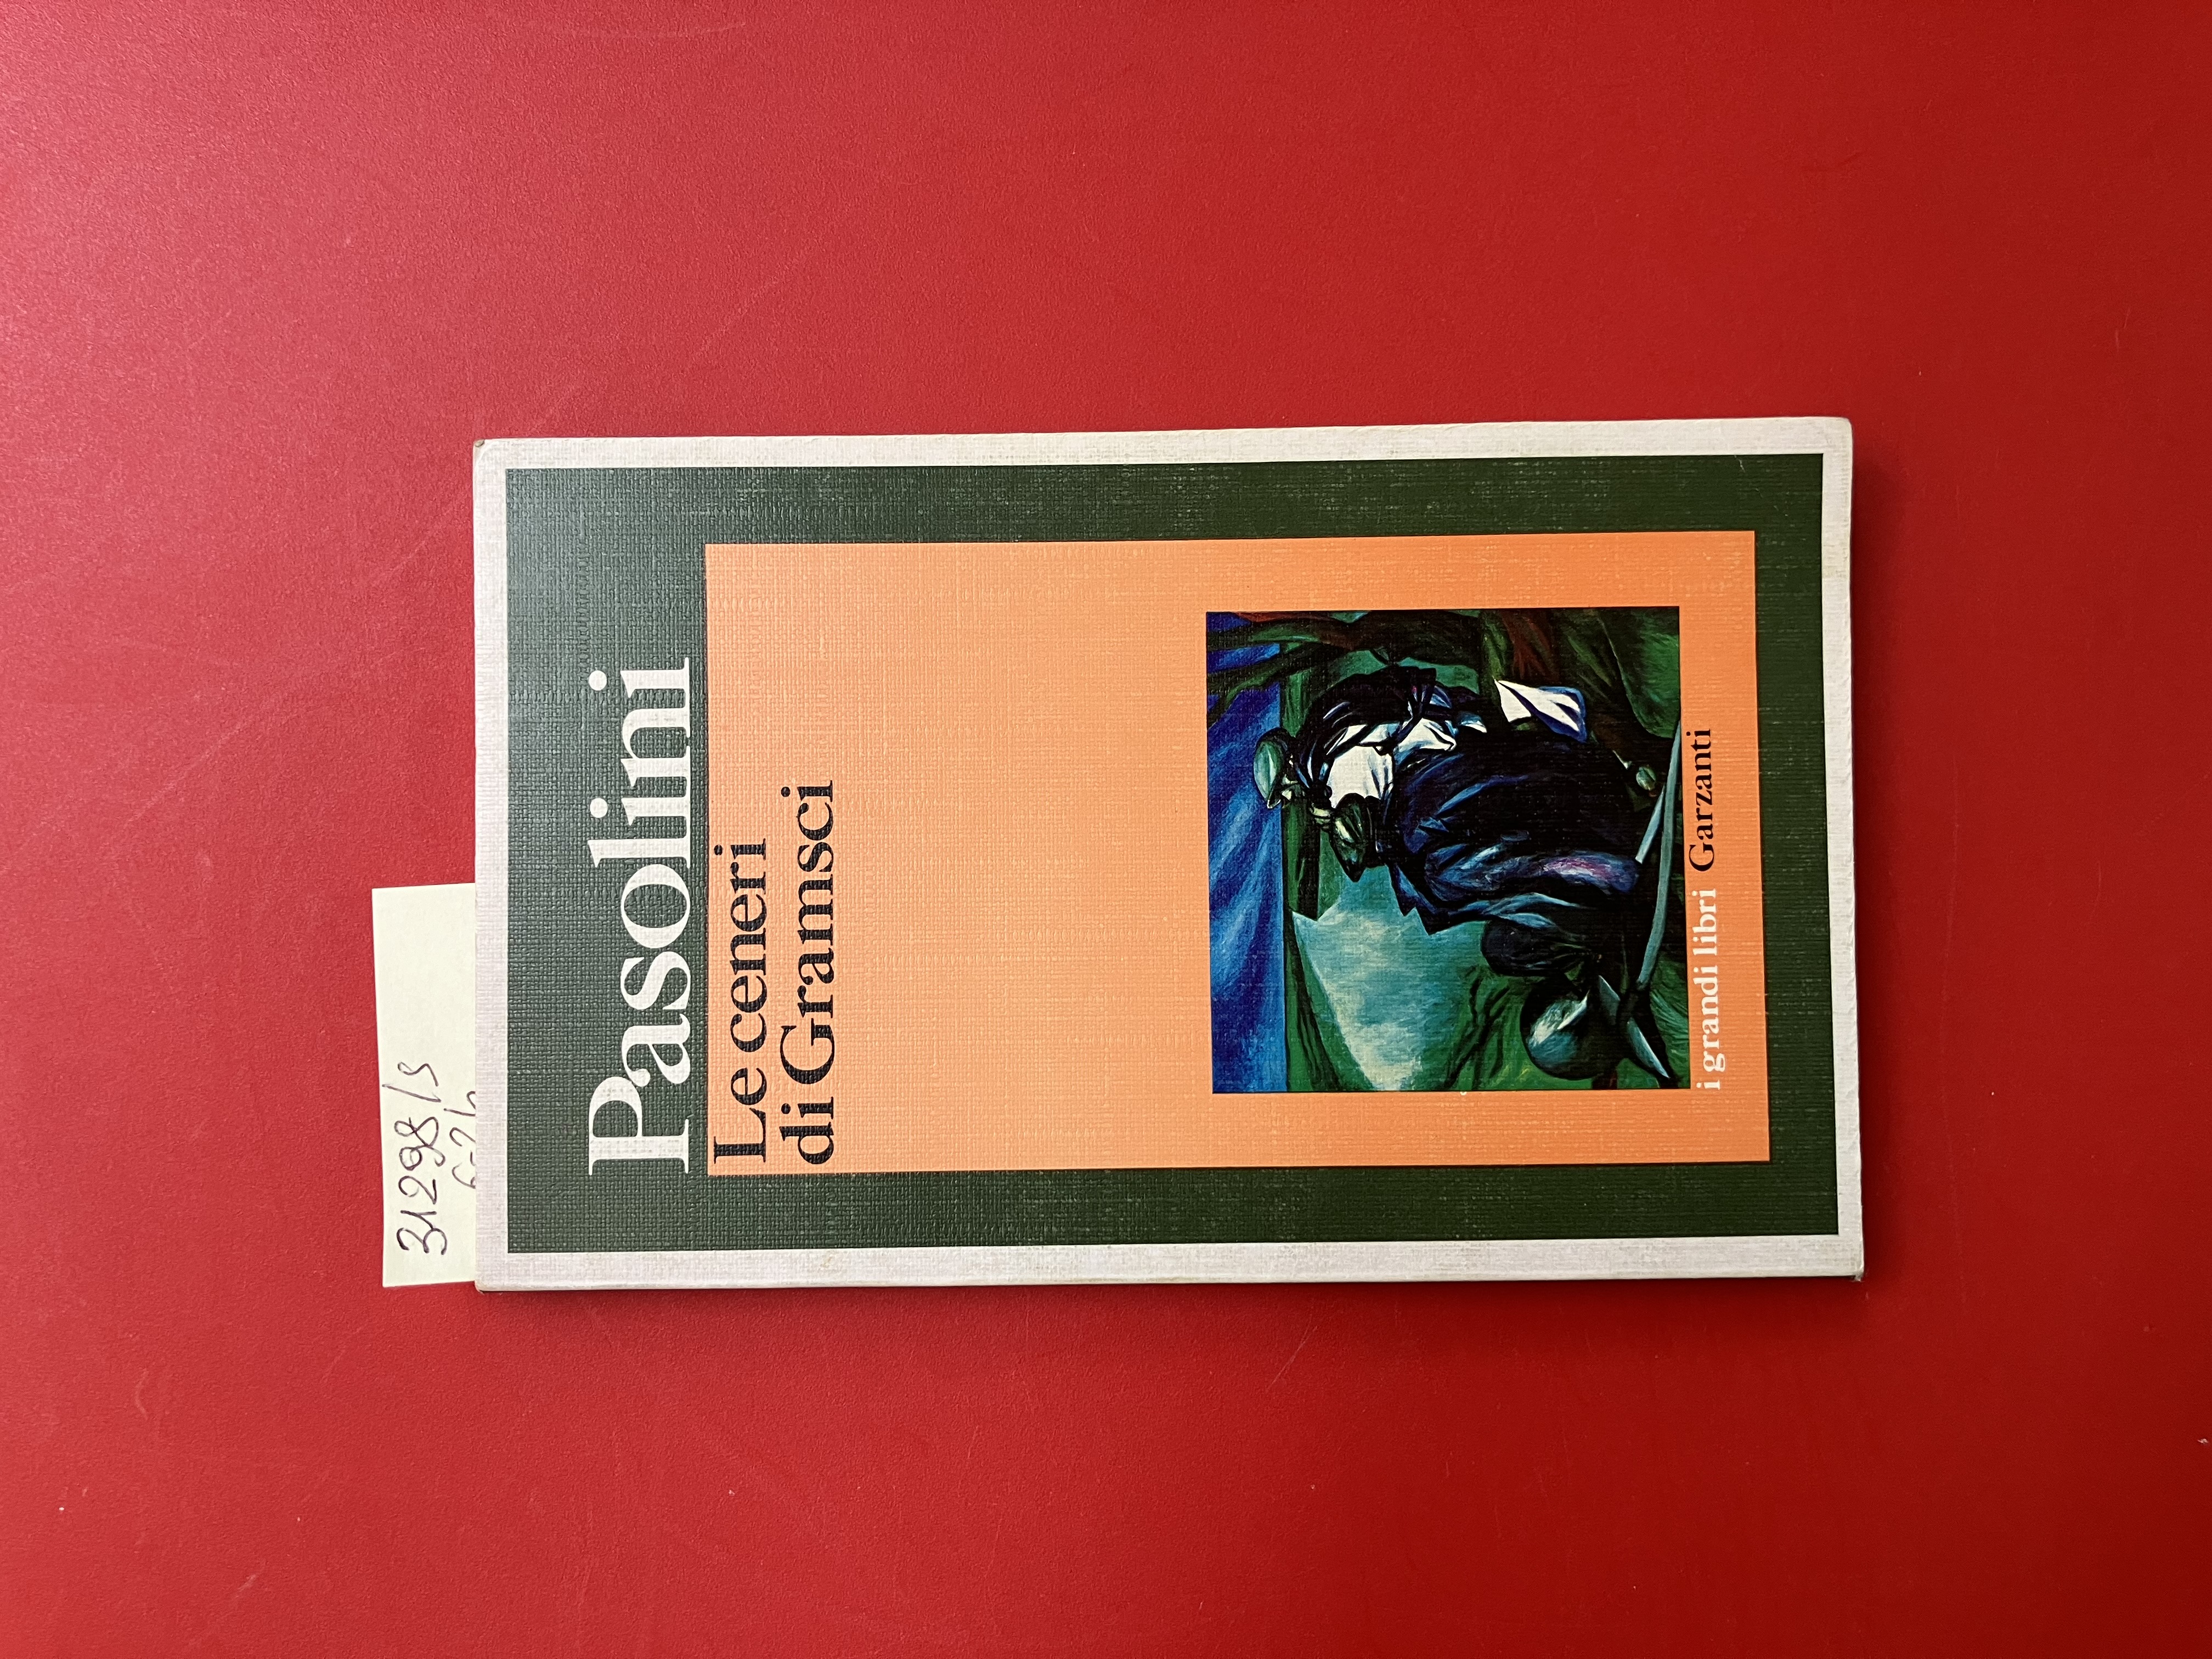 31298/S
Pasolini
Le ceneri
di Gramsci
i grandi libri Garzanti